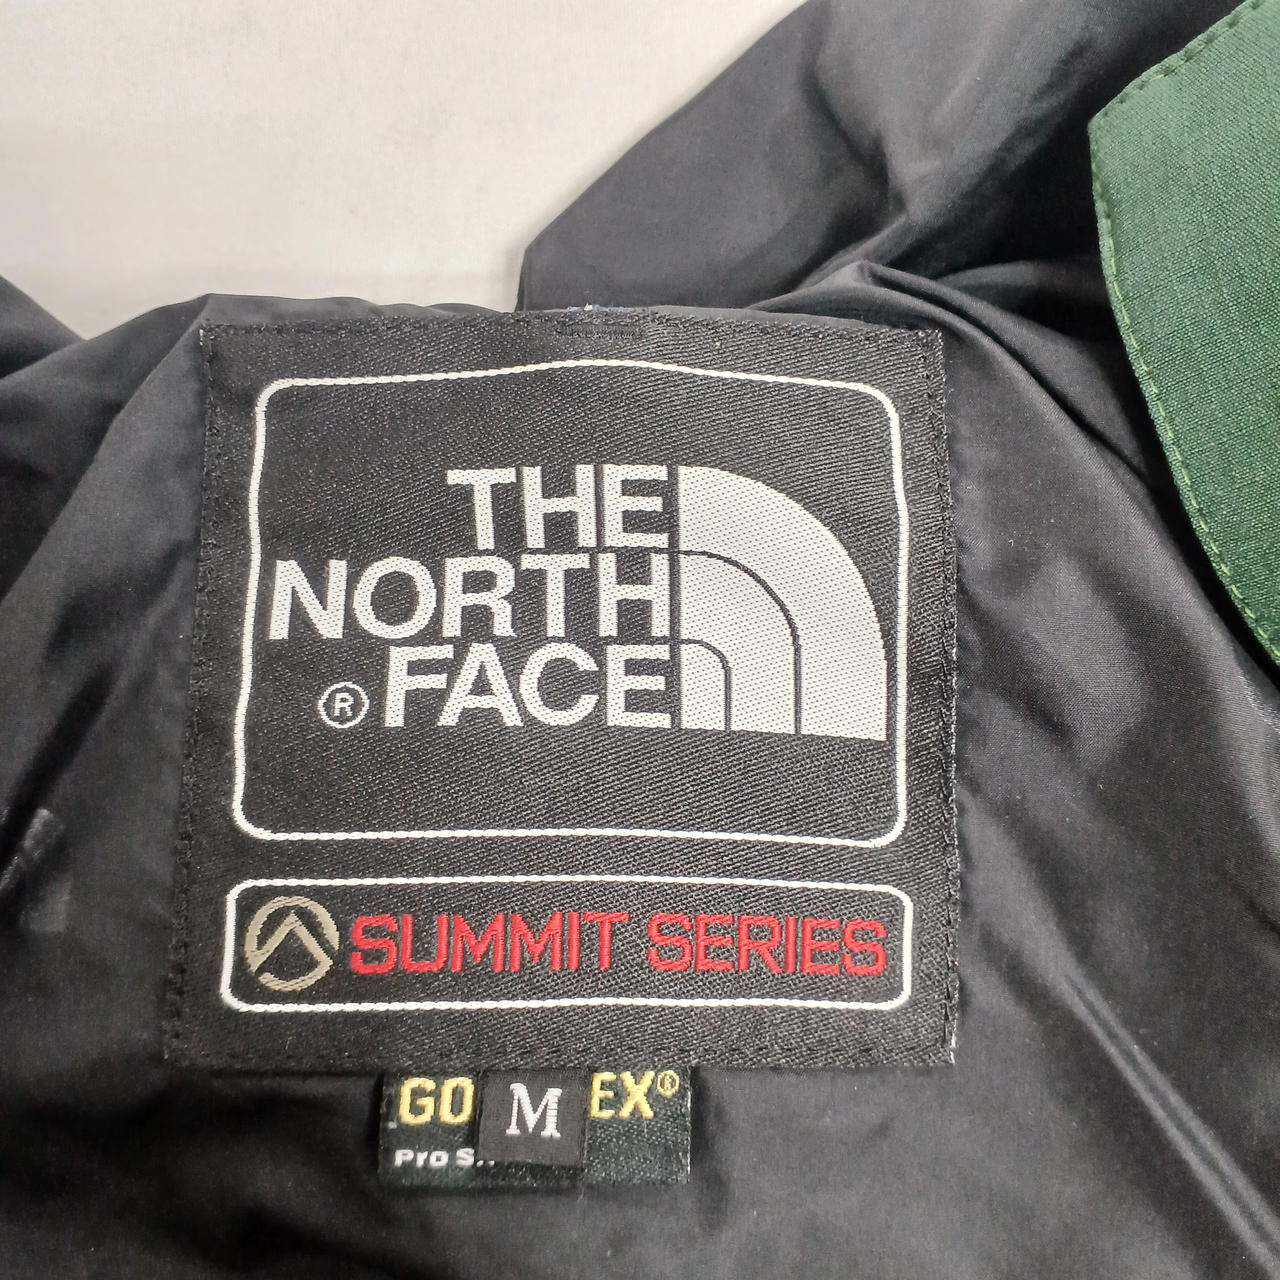 THE
NORTH
® FACE
SUMMIT SERIES
GO M EX®
Pro S